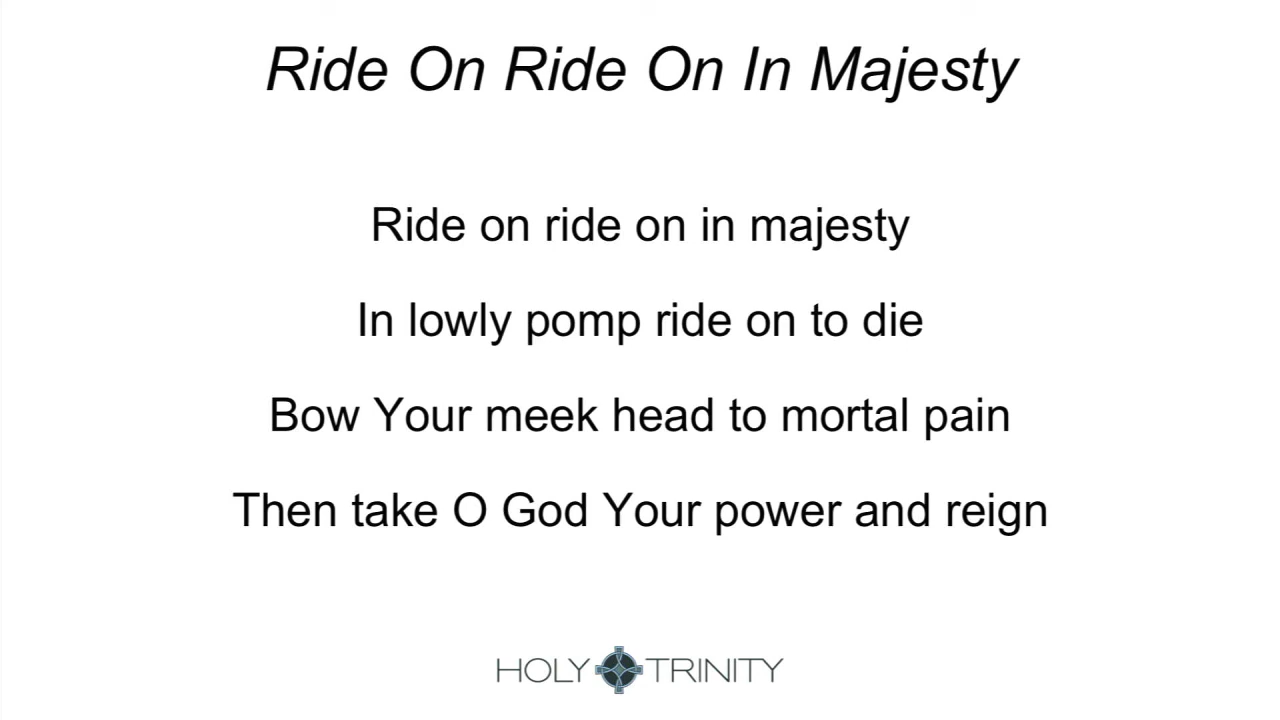 Ride On Ride On In Majesty
Ride on ride on in majesty
In lowly pomp ride on to die
Bow Your meek head to mortal pain
Then take O God Your power and reign
HOLY TRINITY